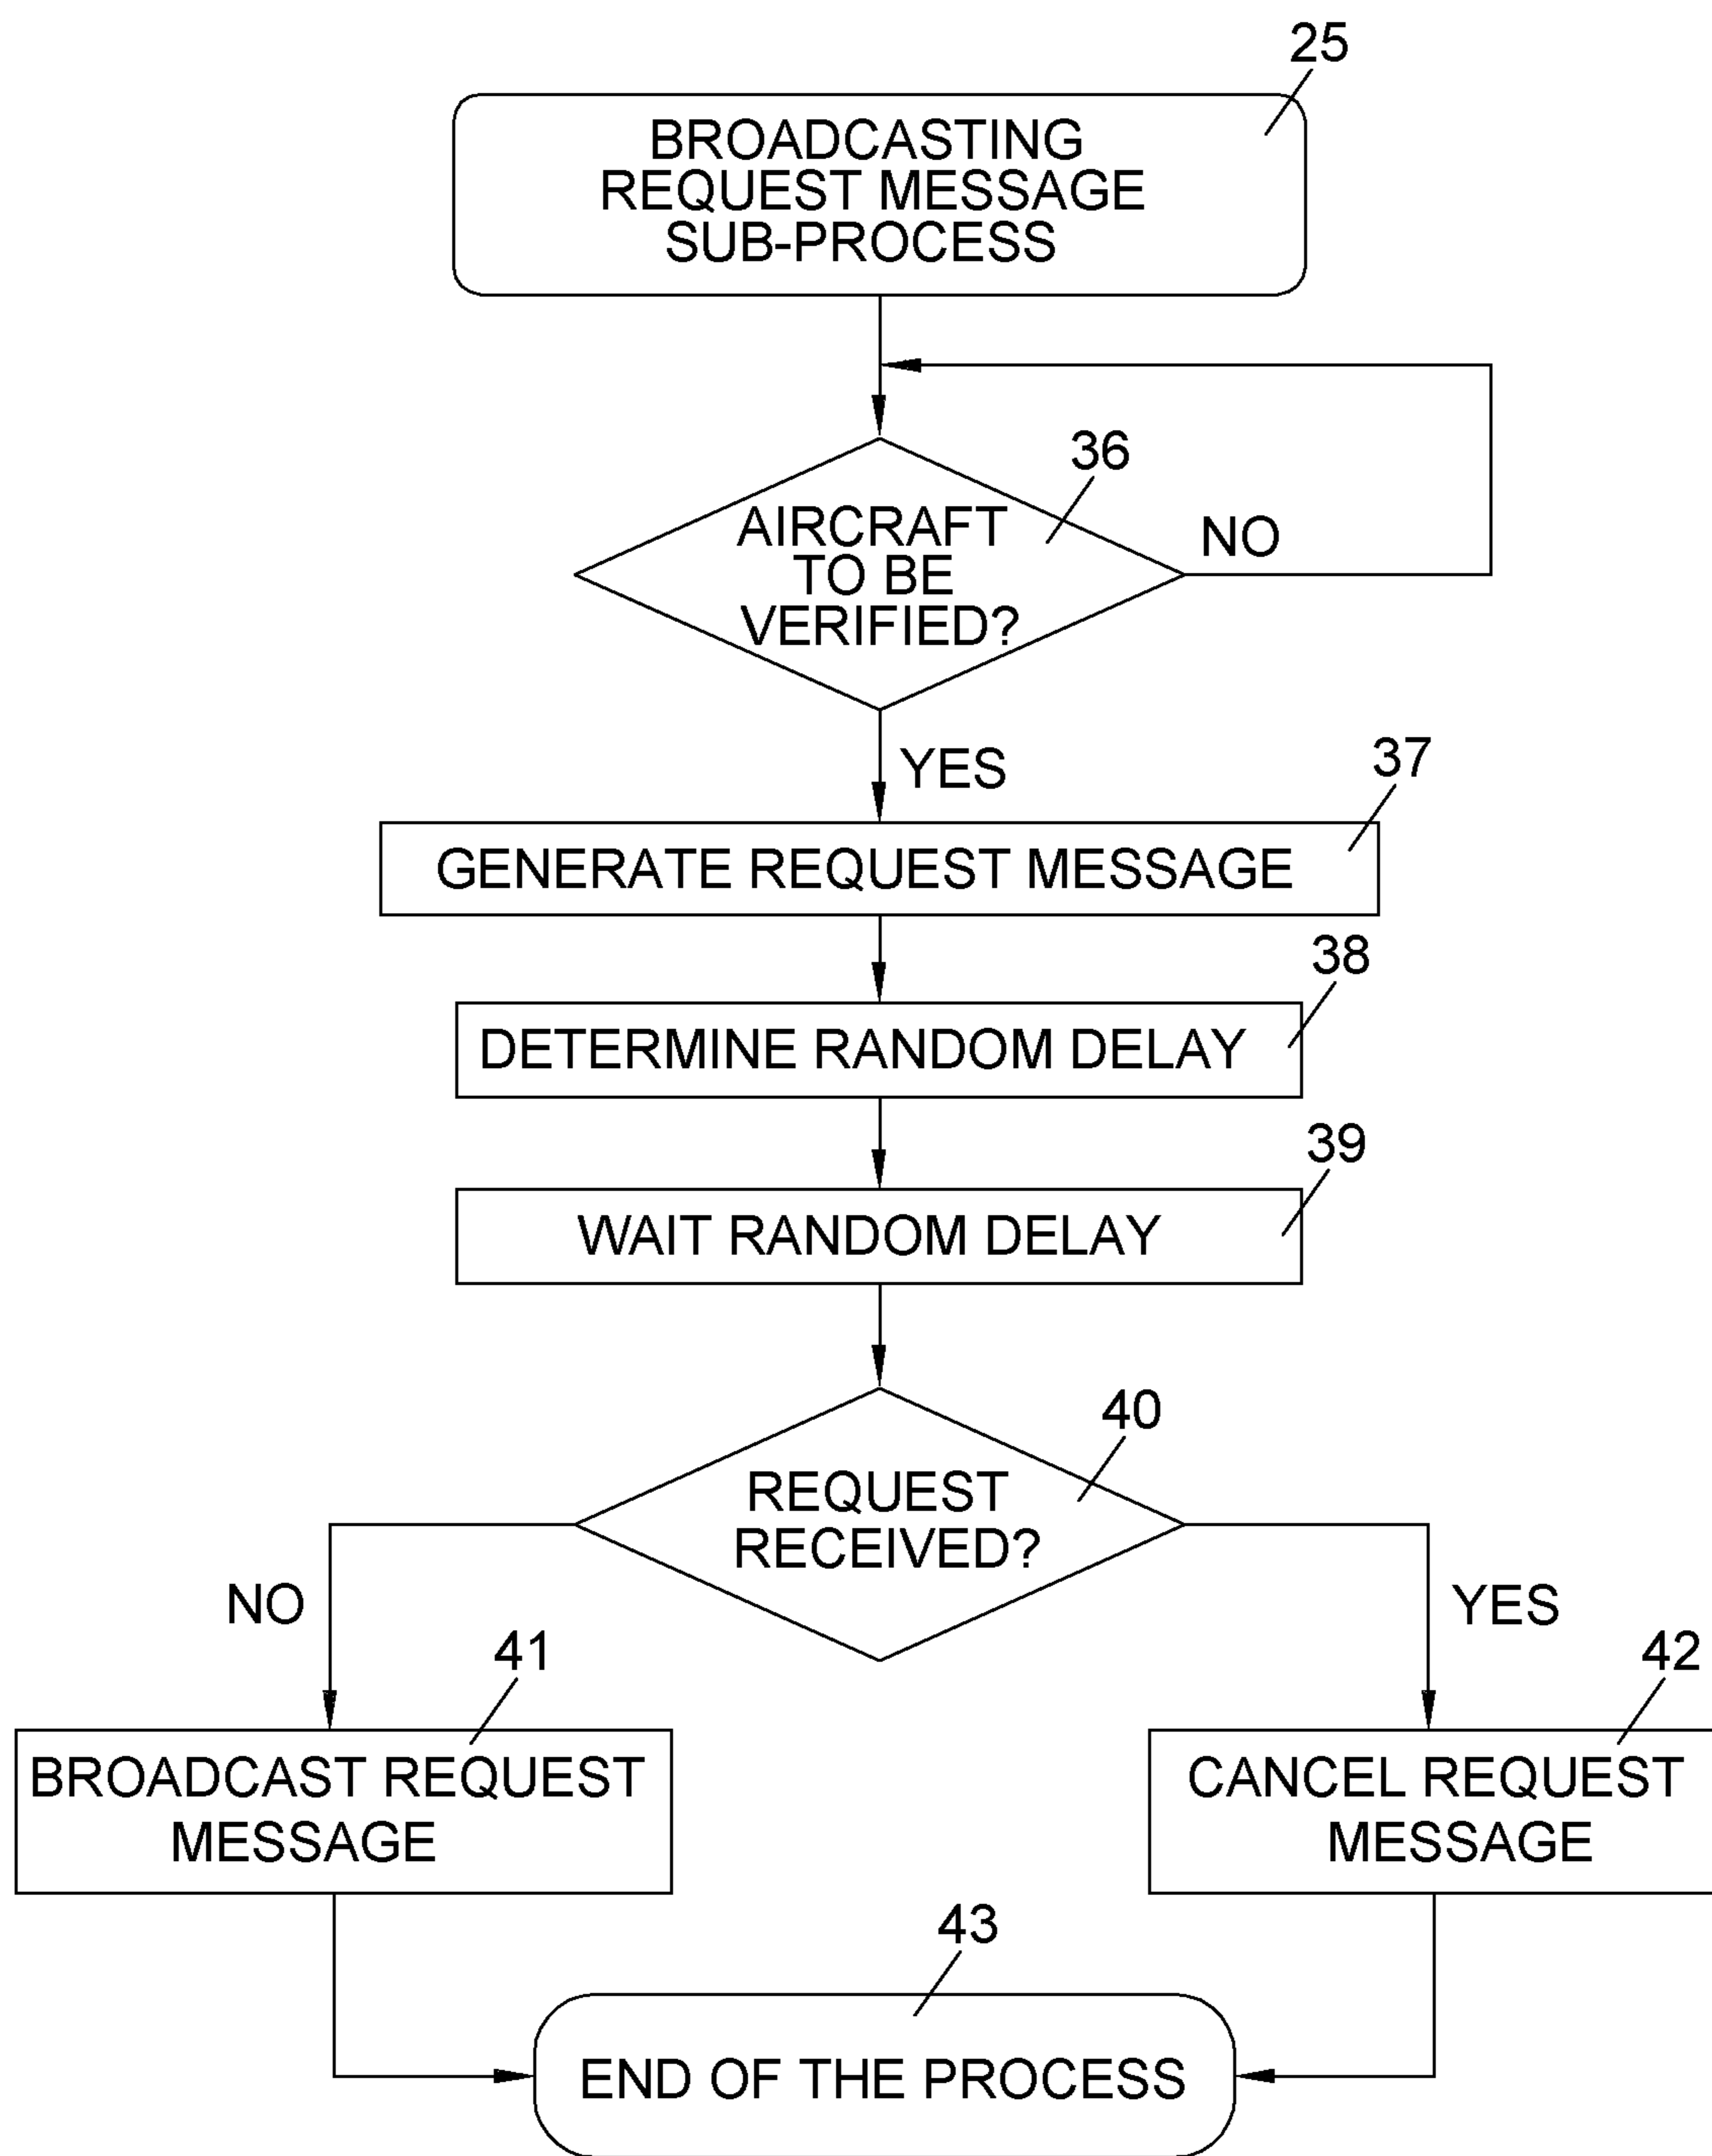 25
BROADCASTING
REQUEST MESSAGE
SUB-PROCESS
36
AIRCRAFT
TO BE
VERIFIED?
NO
YES
37
GENERATE REQUEST MESSAGE
38
DETERMINE RANDOM DELAY
39
WAIT RANDOM DELAY
40
REQUEST
RECEIVED?
NO
YES
41
BROADCAST REQUEST
MESSAGE
42
CANCEL REQUEST
MESSAGE
43
END OF THE PROCESS